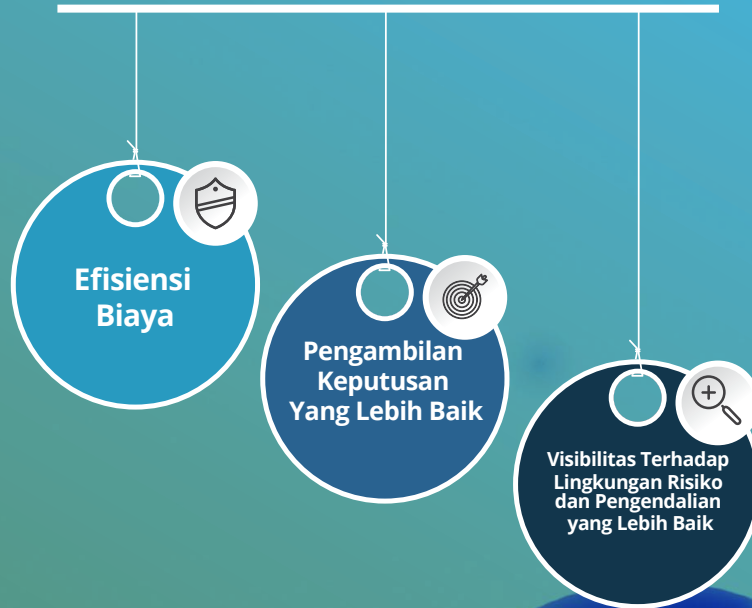 Efisiensi
Biaya
Pengambilan
Keputusan
Yang Lebih Baik
Visibilitas Terhadap
Lingkungan Risiko
dan Pengendalian
yang Lebih Baik